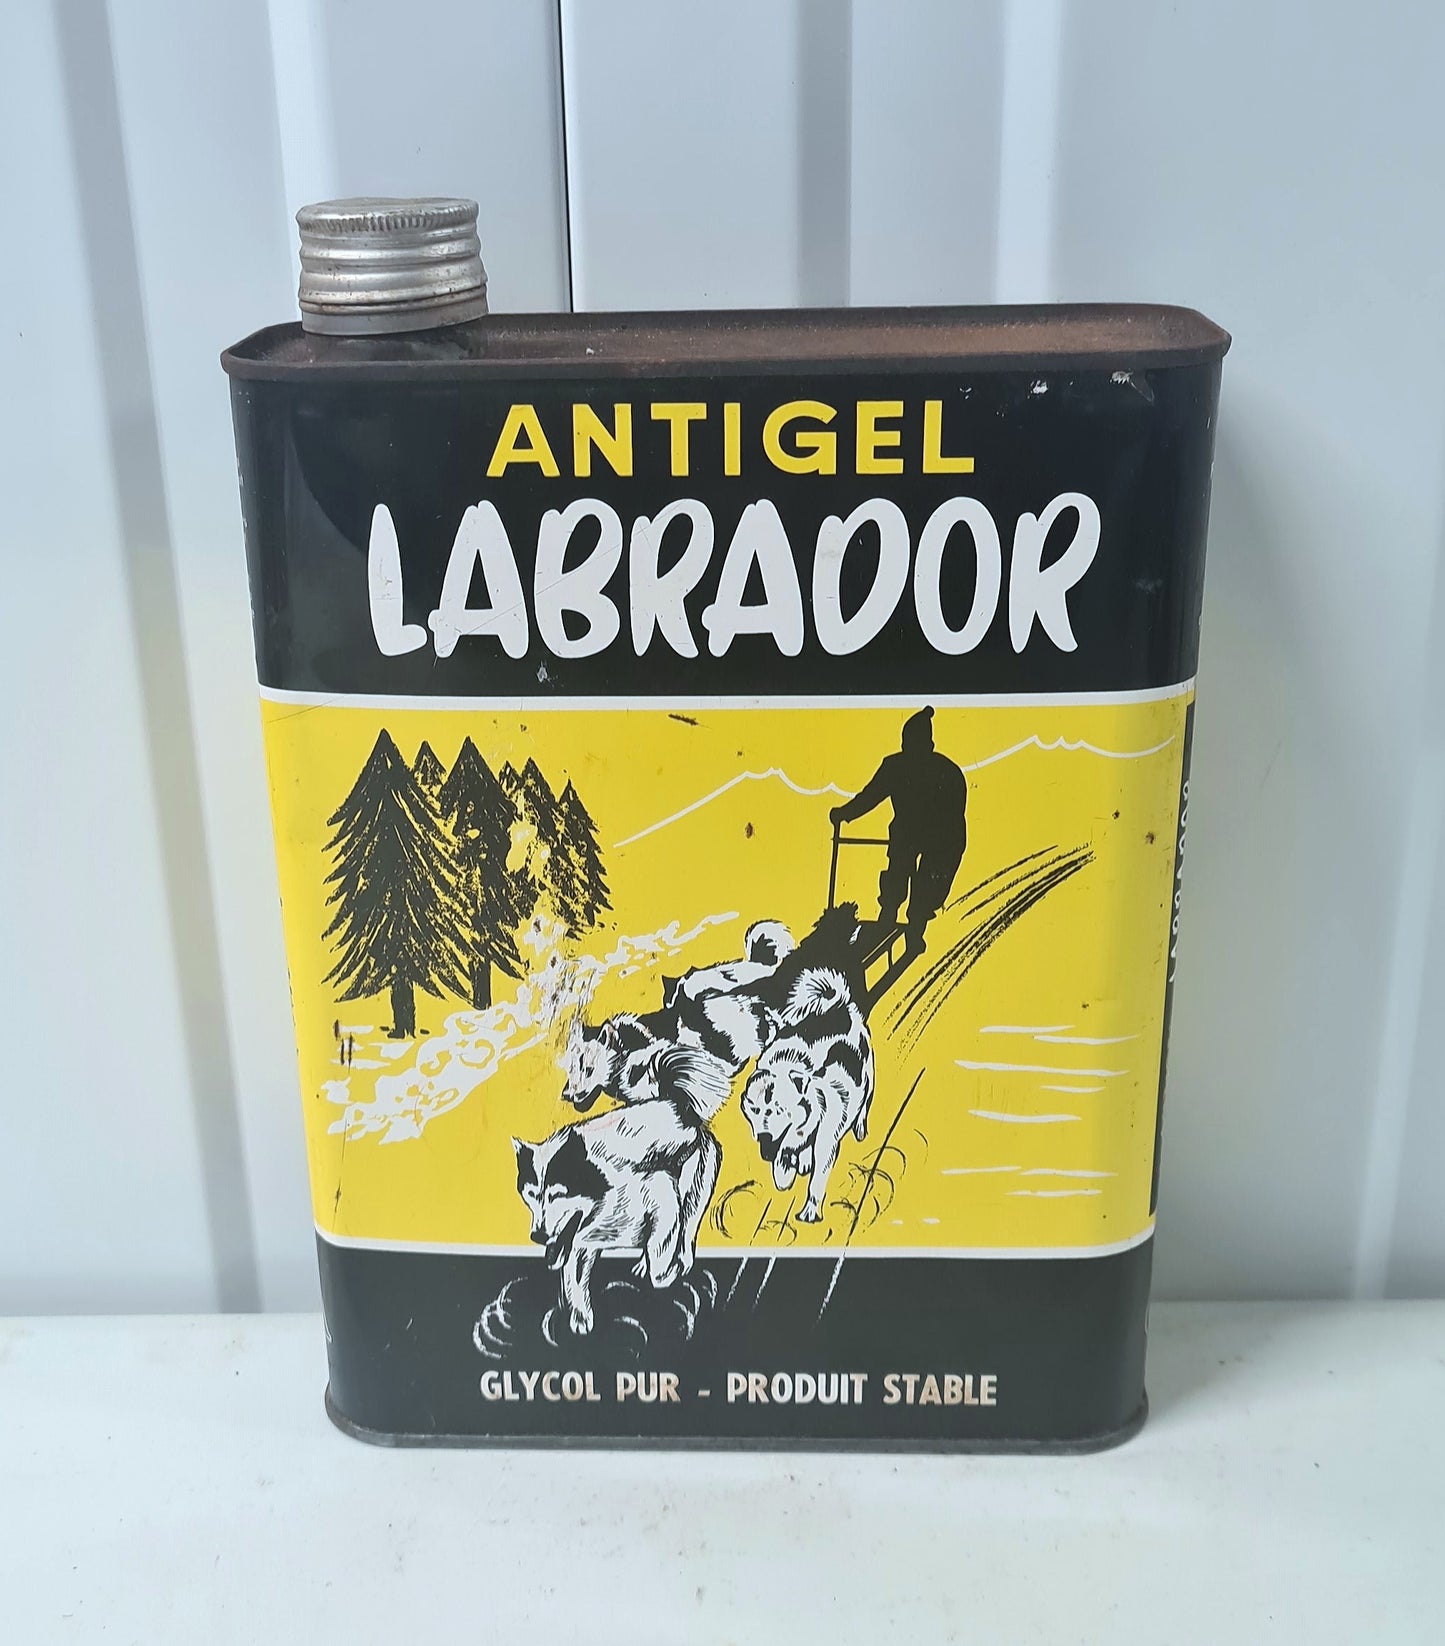 ANTIGEL
LABRADOR
GLYCOL PUR - PRODUIT STABLE